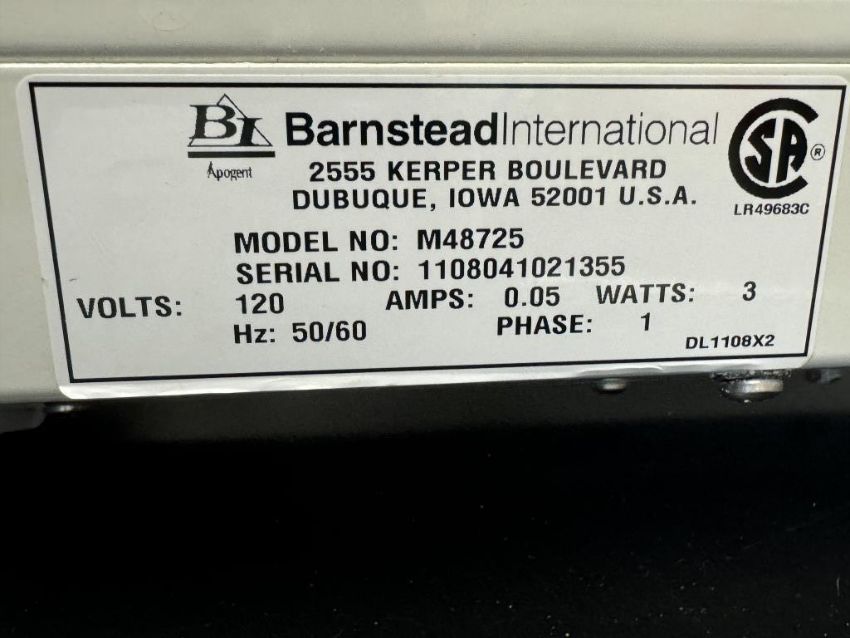 BI BarnsteadInternational
Apogent
2555 KERPER BOULEVARD
DUBUQUE, IOWA 52001 U.S.A.
SA ®
LR49683C
MODEL NO: M48725
SERIAL NO: 1108041021355
VOLTS: 120 AMPS: 0.05 WATTS: 3
Hz: 50/60 PHASE: 1
DL1108X2